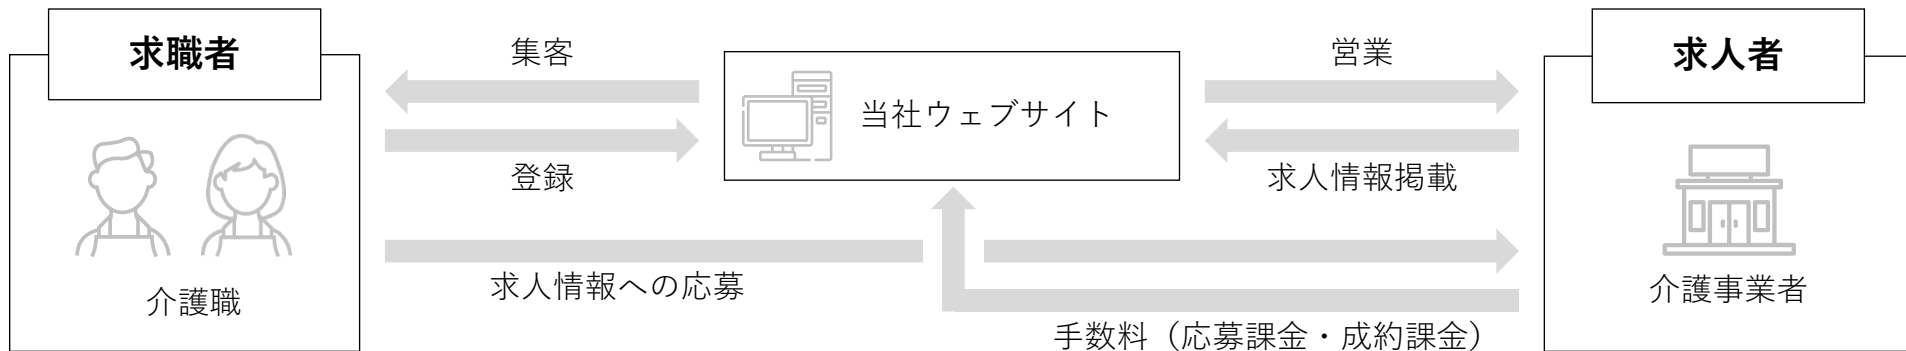 求職者
集客
営業
求人者
当社ウェブサイト
登録
求人情報掲載
求人情報への応募
介護職
介護事業者
手数料（応募課金・成約課金）